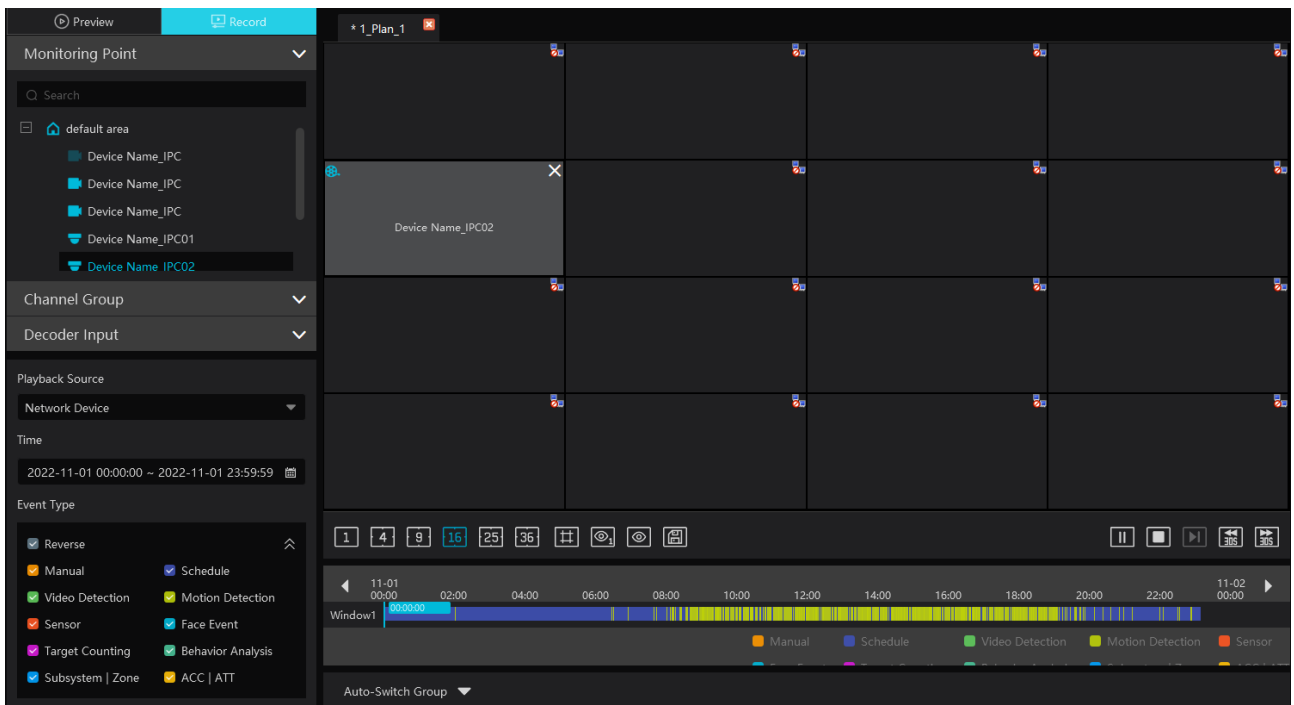 Preview Record
* 1_Plan_1
Monitoring Point
Search
default area
Device Name_IPC
Device Name_IPC
Device Name_IPC
Device Name_IPC01
Device Name_IPC02
Device Name_IPC02
Channel Group
Decoder Input
Playback Source
Network Device
Time
2022-11-01 00:00:00 ~ 2022-11-01 23:59:59
Event Type
Reverse
Manual Schedule
Video Detection Motion Detection
Sensor Face Event
Target Counting Behavior Analysis
Subsystem | Zone ACC | ATT
1 4 9 16 25 36 1 30S 30S
11-01 11-02
00:00 02:00 04:00 06:00 08:00 10:00 12:00 14:00 16:00 18:00 20:00 22:00 00:00
Window1 00:00:00
Manual Schedule Video Detection Motion Detection Sensor
Auto-Switch Group